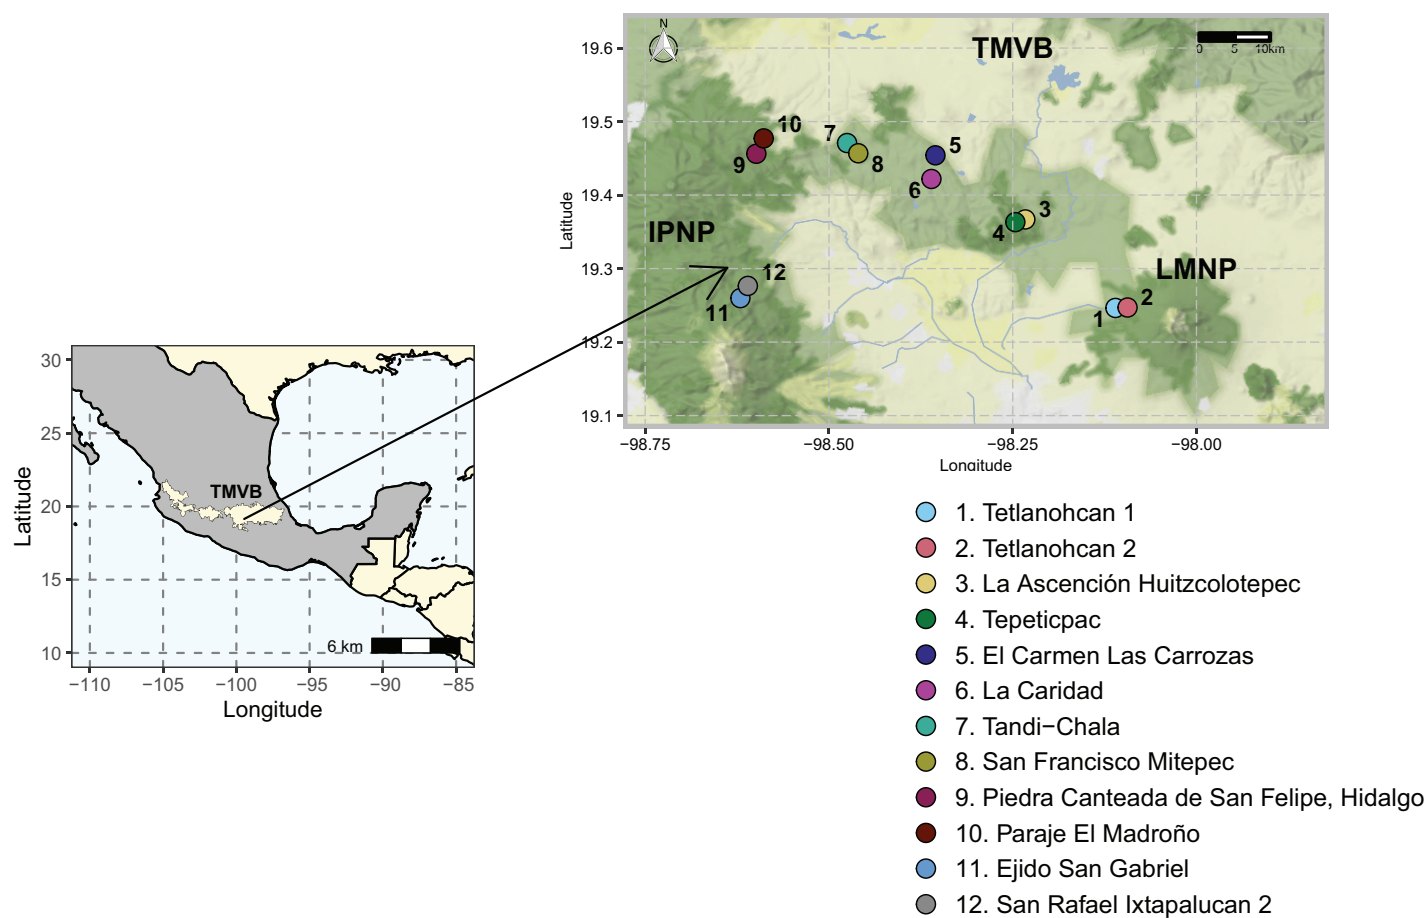 N
TMVB
0 5 10km
19.6
19.5
19.4
19.3
19.2
19.1
Latitude
10
9
7
8
5
6
3
4
IPNP
12
11
LMNP
1
2
−98.75
−98.50
−98.25
−98.00
Longitude
30
25
20
15
10
Latitude
TMVB
6 km
−110
−105
−100
−95
−90
−85
Longitude
1. Tetlanohcan 1
2. Tetlanohcan 2
3. La Ascención Huitzcolotepec
4. Tepeticpac
5. El Carmen Las Carrozas
6. La Caridad
7. Tandi−Chala
8. San Francisco Mitepec
9. Piedra Canteada de San Felipe, Hidalgo
10. Paraje El Madroño
11. Ejido San Gabriel
12. San Rafael Ixtapalucan 2